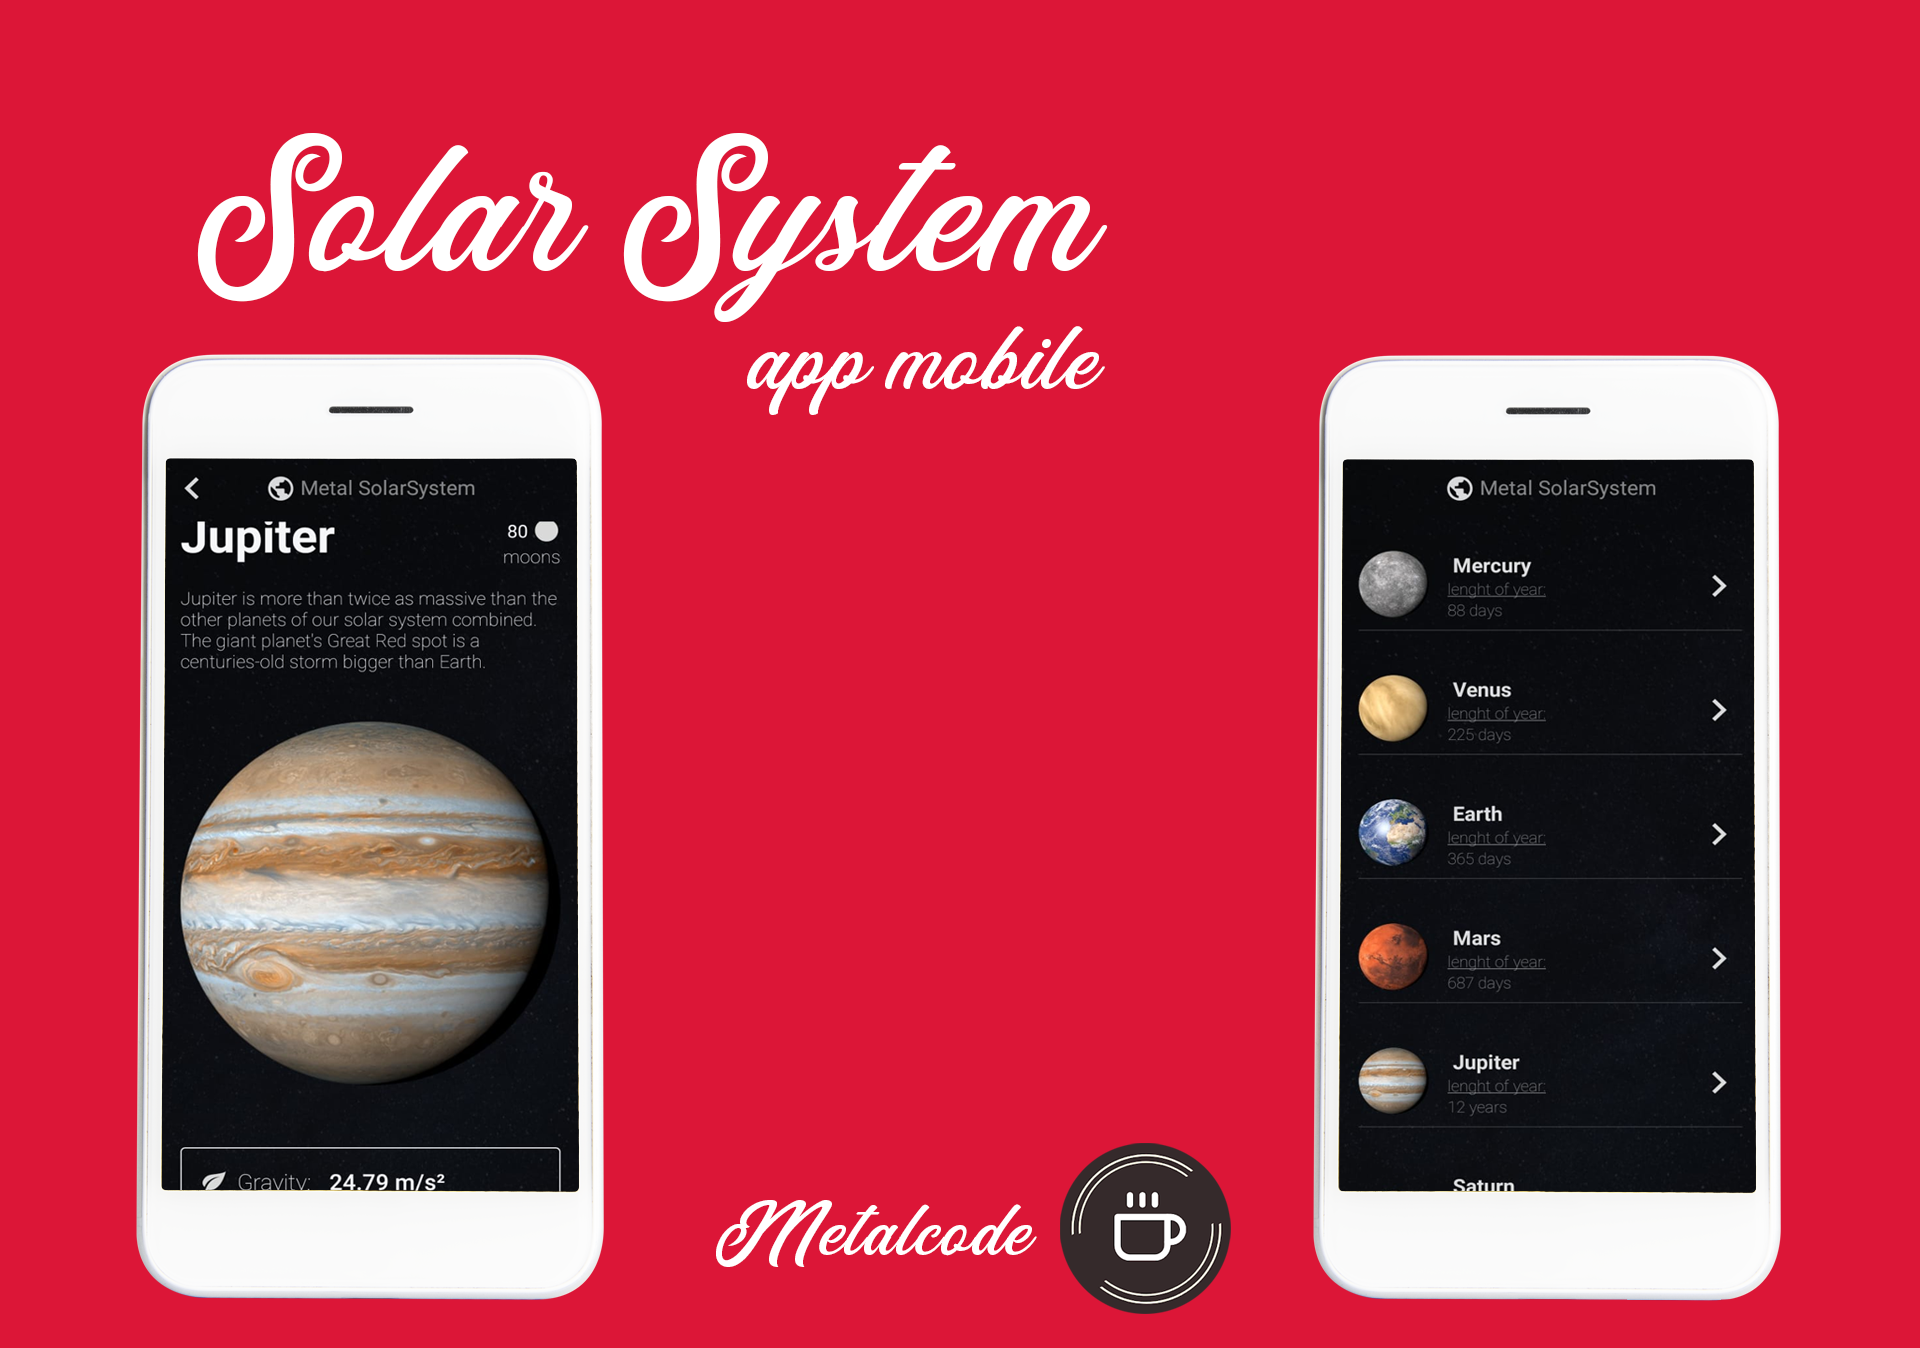 Solar System
app mobile
Metal SolarSystem
Jupiter
80
moons
Jupiter is more than twice as massive than the
other planets of our solar system combined.
The giant planet's Great Red spot is a
centuries-old storm bigger than Earth.
Gravity: 24.79 m/s²
Metal SolarSystem
Mercury
lenght of year:
88 days
Venus
lenght of year:
225 days
Earth
lenght of year:
365 days
Mars
lenght of year:
687 days
Jupiter
lenght of year:
12 years
Saturn
Metalcode